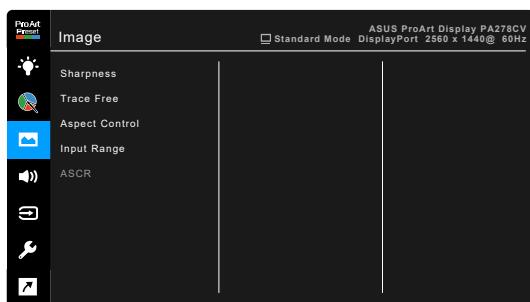 ProArt
Preset
Image
ASUS ProArt Display PA278CV
Standard Mode DisplayPort 2560 x 1440@ 60Hz
Sharpness
Trace Free
Aspect Control
Input Range
ASCR